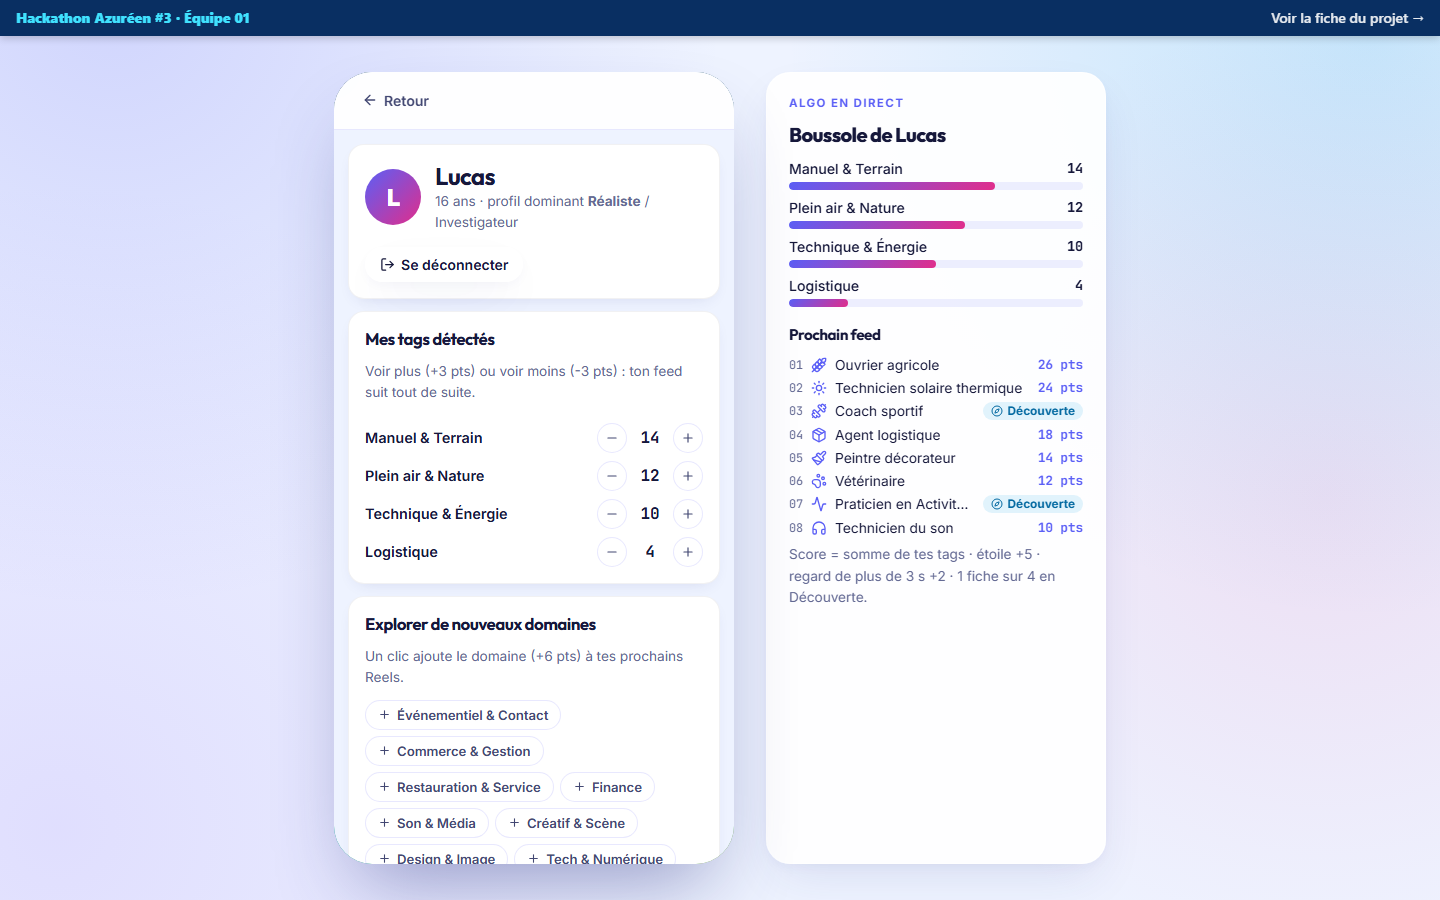 Hackathon Azuréen #3 · Équipe 01
Voir la fiche du projet →
← Retour
L
Lucas
16 ans · profil dominant Réaliste /
Investigateur
Se déconnecter
Mes tags détectés
Voir plus (+3 pts) ou voir moins (-3 pts) : ton feed
suit tout de suite.
Manuel & Terrain − 14 +
Plein air & Nature − 12 +
Technique & Énergie − 10 +
Logistique − 4 +
Explorer de nouveaux domaines
Un clic ajoute le domaine (+6 pts) à tes prochains
Reels.
+ Événementiel & Contact
+ Commerce & Gestion
+ Restauration & Service + Finance
+ Son & Média + Créatif & Scène
+ Design & Image + Tech & Numérique
ALGO EN DIRECT
Boussole de Lucas
Manuel & Terrain 14
Plein air & Nature 12
Technique & Énergie 10
Logistique 4
Prochain feed
01 Ouvrier agricole 26 pts
02 Technicien solaire thermique 24 pts
03 Coach sportif Découverte
04 Agent logistique 18 pts
05 Peintre décorateur 14 pts
06 Vétérinaire 12 pts
07 Praticien en Activit... Découverte
08 Technicien du son 10 pts
Score = somme de tes tags · étoile +5 ·
regard de plus de 3 s +2 · 1 fiche sur 4 en
Découverte.